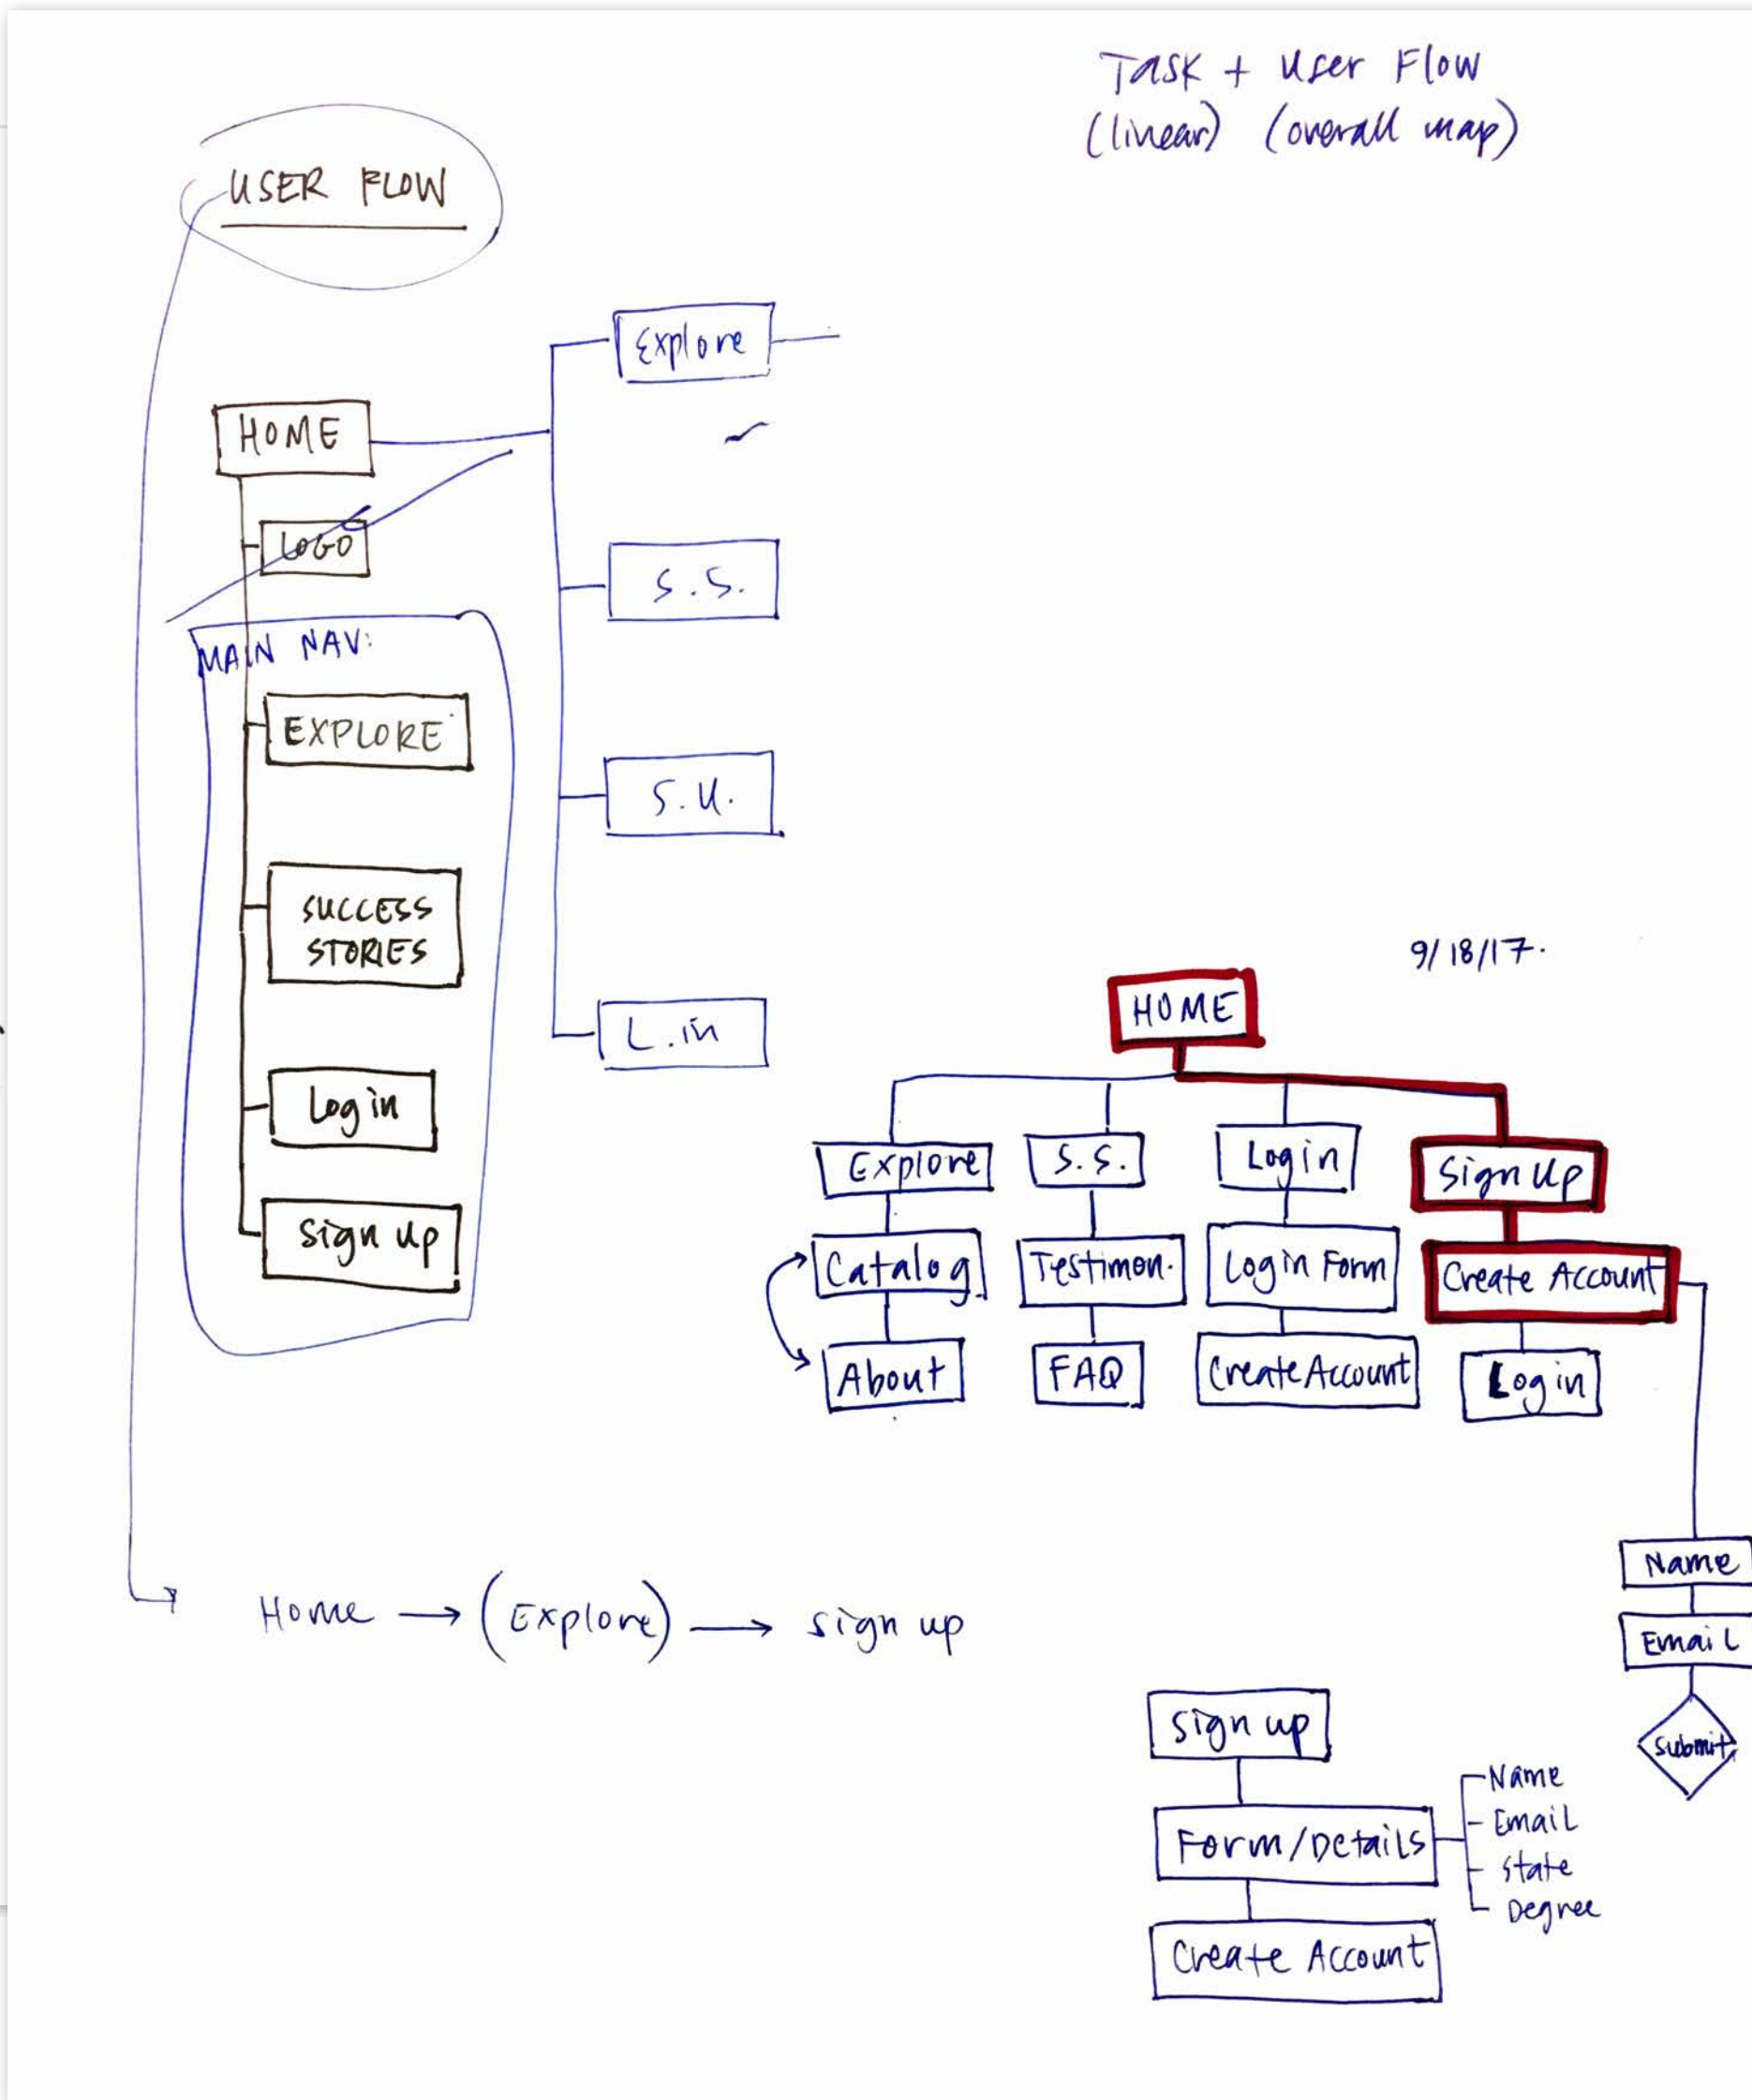 Task + User Flow
(linear) (overall map)
USER FLOW
HOME
LOGO
MAIN NAV:
EXPLORE
SUCCESS
STORIES
Log in
Sign up
Explore
S.S.
S.U.
L.in
9/18/17.
HOME
Explore
S.S.
Login
Sign Up
Catalog
Testimon.
Login Form
Create Account
About
FAQ
Create Account
Login
Name
Email
Submit
Home → (Explore) → sign up
Sign up
Form/Details
Name
Email
State
Degree
Create Account